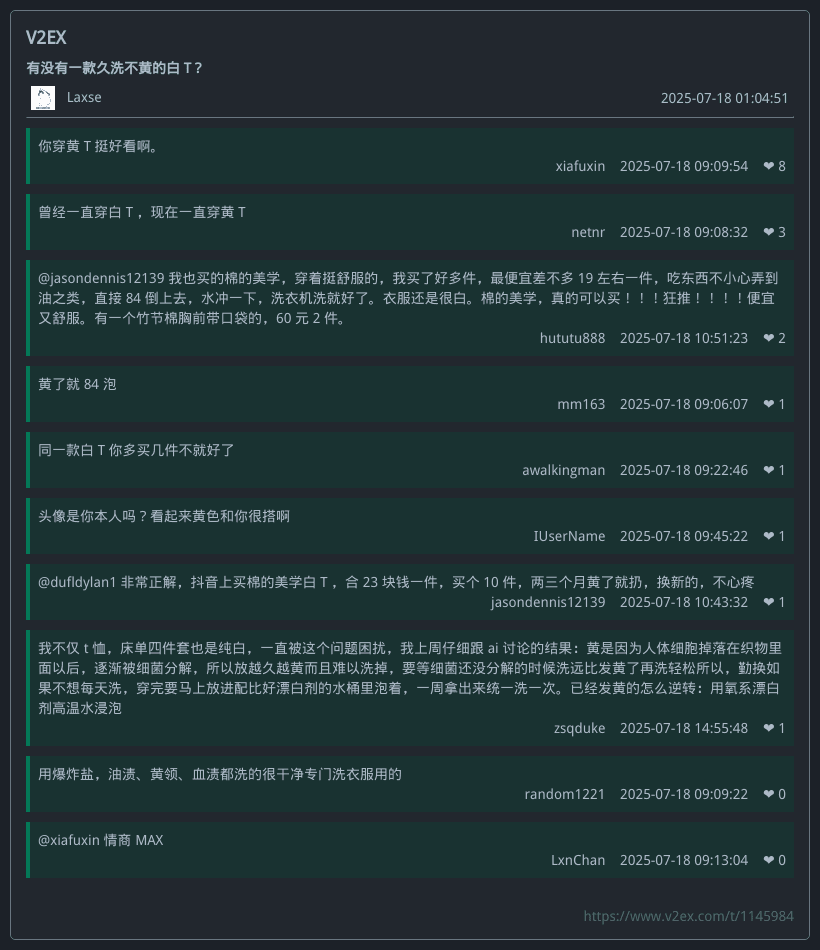 V2EX
有没有一款久洗不黄的白 T？
Laxse 2025-07-18 01:04:51
你穿黄 T 挺好看啊。
xiafuxin 2025-07-18 09:09:54 ❤ 8
曾经一直穿白 T ，现在一直穿黄 T
netnr 2025-07-18 09:08:32 ❤ 3
@jasondennis12139 我也买的棉的美学，穿着挺舒服的，我买了好多件，最便宜差不多 19 左右一件，吃东西不小心弄到
油之类，直接 84 倒上去，水冲一下，洗衣机洗就好了。衣服还是很白。棉的美学，真的可以买！！！狂推！！！！便宜
又舒服。有一个竹节棉胸前带口袋的，60 元 2 件。
hututu888 2025-07-18 10:51:23 ❤ 2
黄了就 84 泡
mm163 2025-07-18 09:06:07 ❤ 1
同一款白 T 你多买几件不就好了
awalkingman 2025-07-18 09:22:46 ❤ 1
头像是你本人吗？看起来黄色和你很搭啊
IUserName 2025-07-18 09:45:22 ❤ 1
@dufldylan1 非常正解，抖音上买棉的美学白 T ，合 23 块钱一件，买个 10 件，两三个月黄了就扔，换新的，不心疼
jasondennis12139 2025-07-18 10:43:32 ❤ 1
我不仅 t 恤，床单四件套也是纯白，一直被这个问题困扰，我上周仔细跟 ai 讨论的结果：黄是因为人体细胞掉落在织物里
面以后，逐渐被细菌分解，所以放越久越黄而且难以洗掉，要等细菌还没分解的时候洗远比发黄了再洗轻松所以，勤换如
果不想每天洗，穿完要马上放进配比好漂白剂的水桶里泡着，一周拿出来统一洗一次。已经发黄的怎么逆转：用氧系漂白
剂高温水浸泡
zsqduke 2025-07-18 14:55:48 ❤ 1
用爆炸盐，油渍、黄领、血渍都洗的很干净专门洗衣服用的
random1221 2025-07-18 09:09:22 ❤ 0
@xiafuxin 情商 MAX
LxnChan 2025-07-18 09:13:04 ❤ 0
https://www.v2ex.com/t/1145984